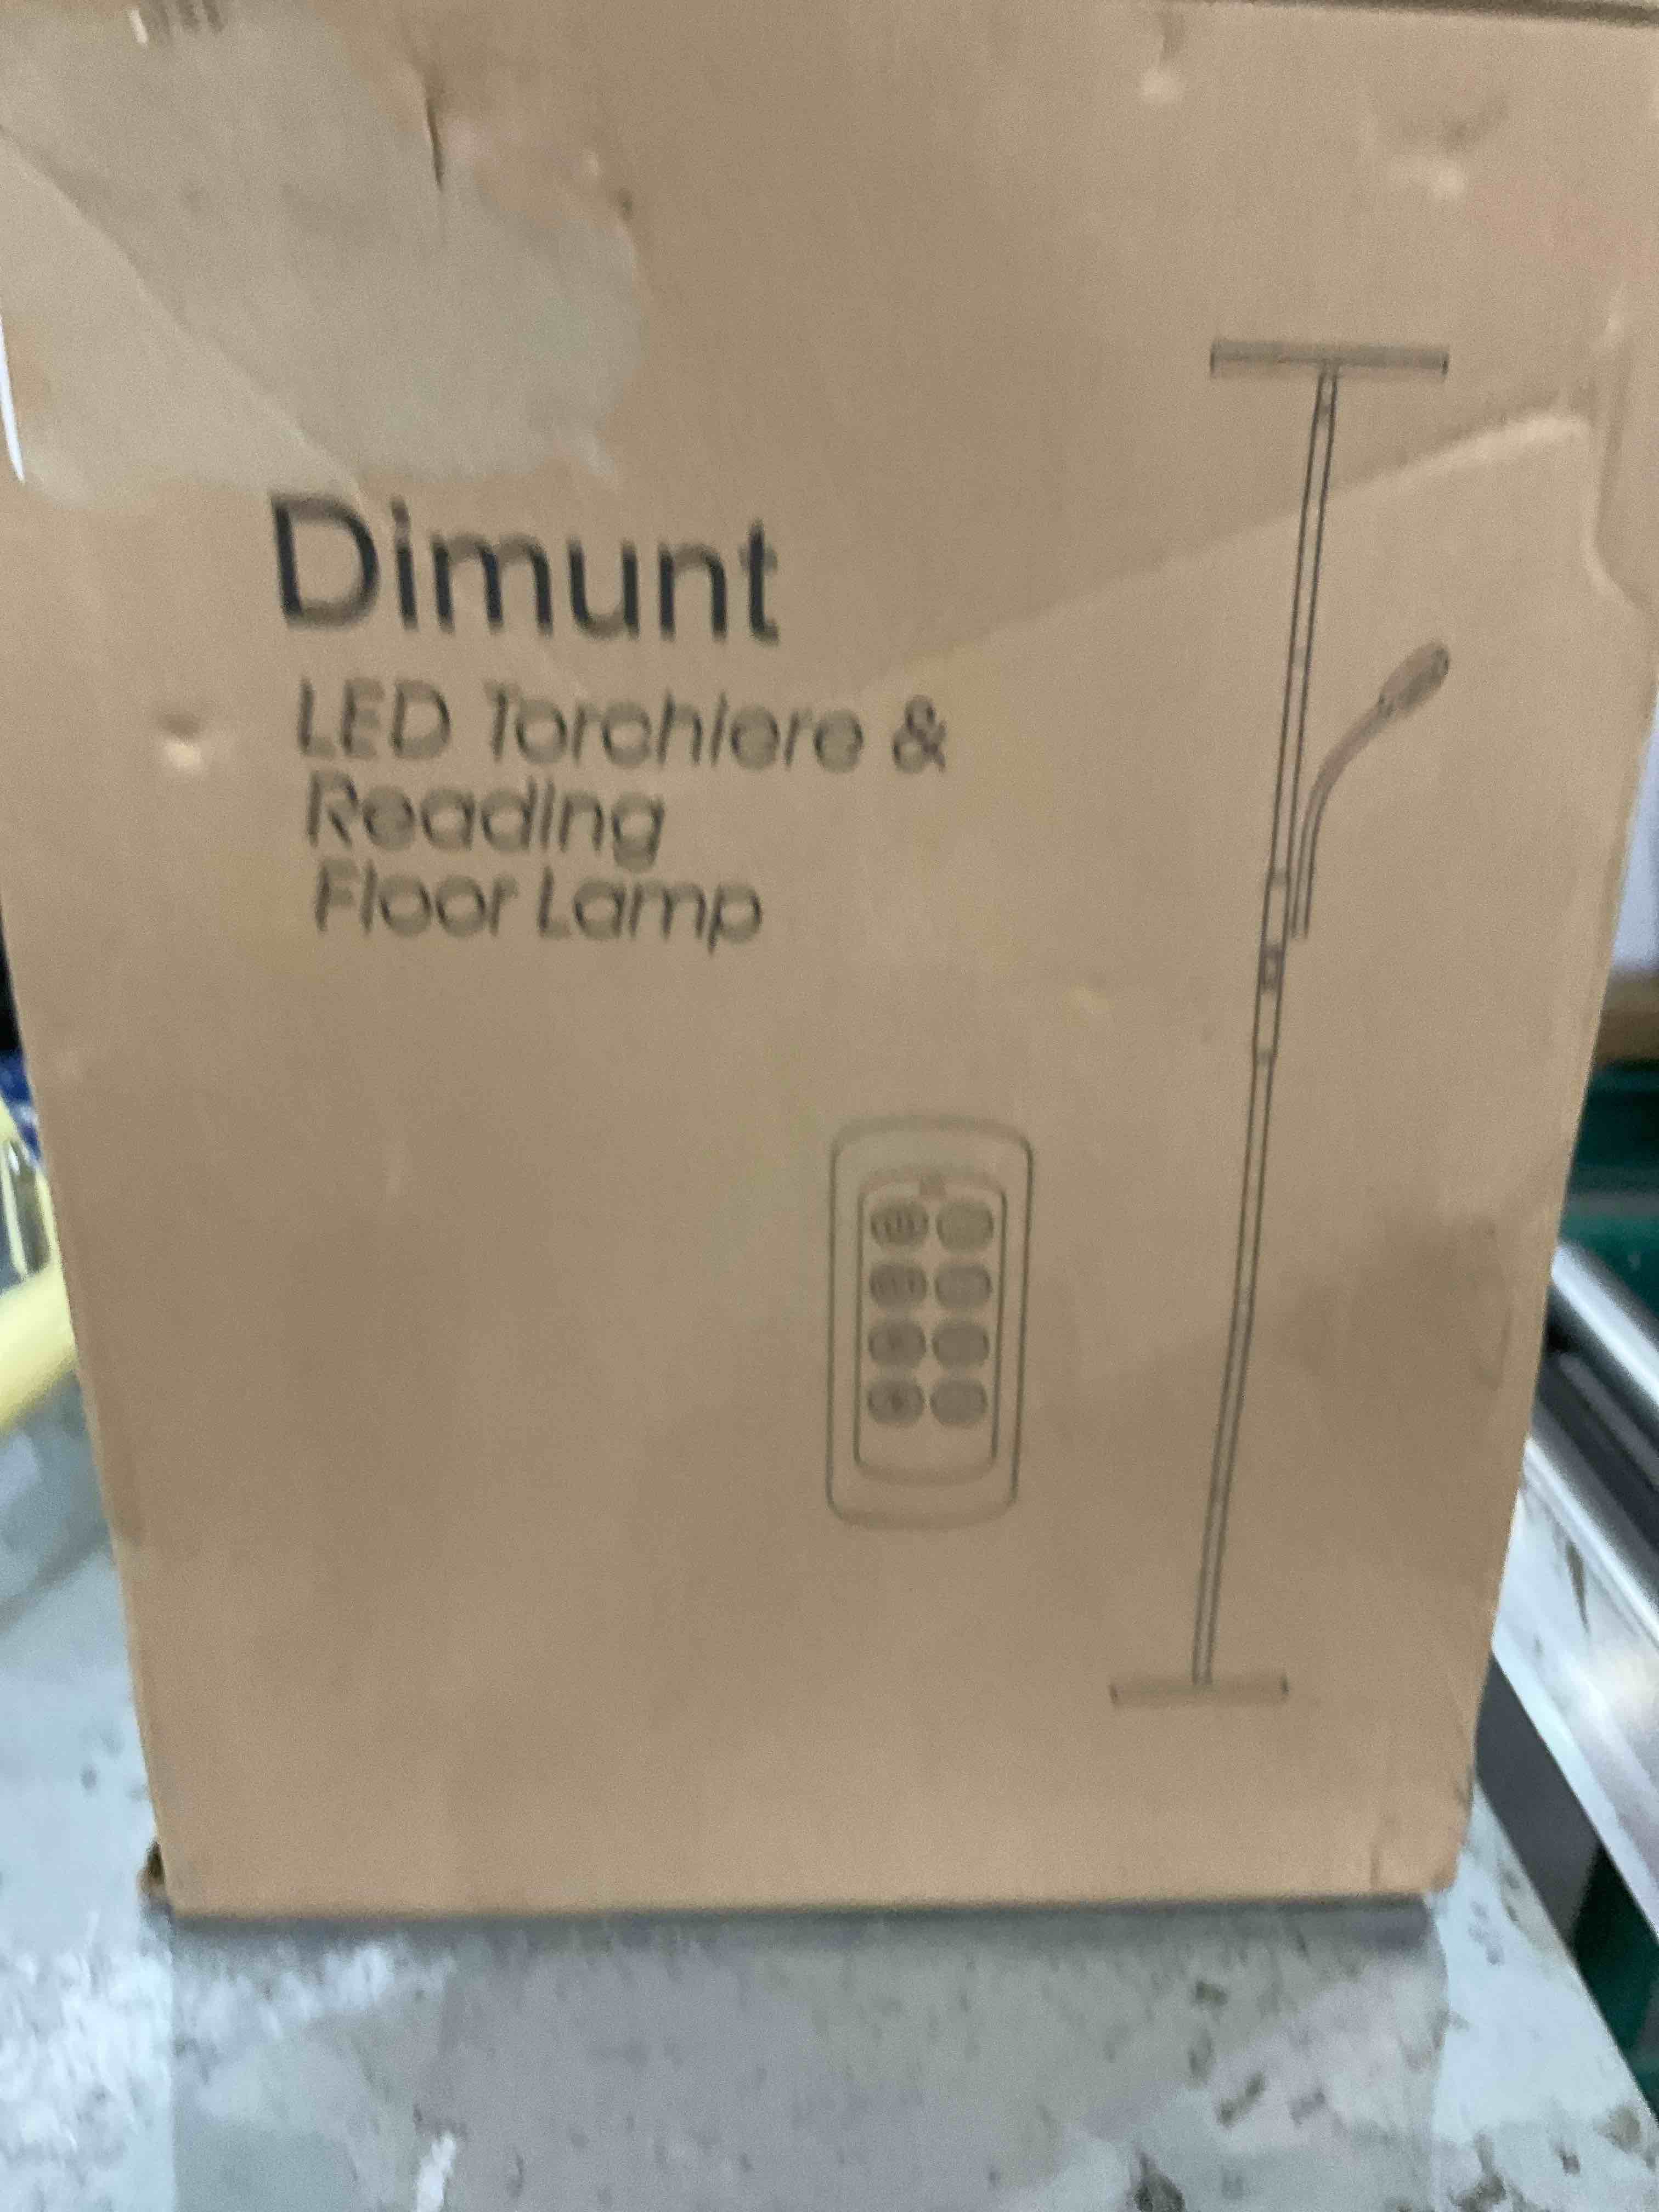 Dimunt
LED Torchiere &
Reading
Floor Lamp